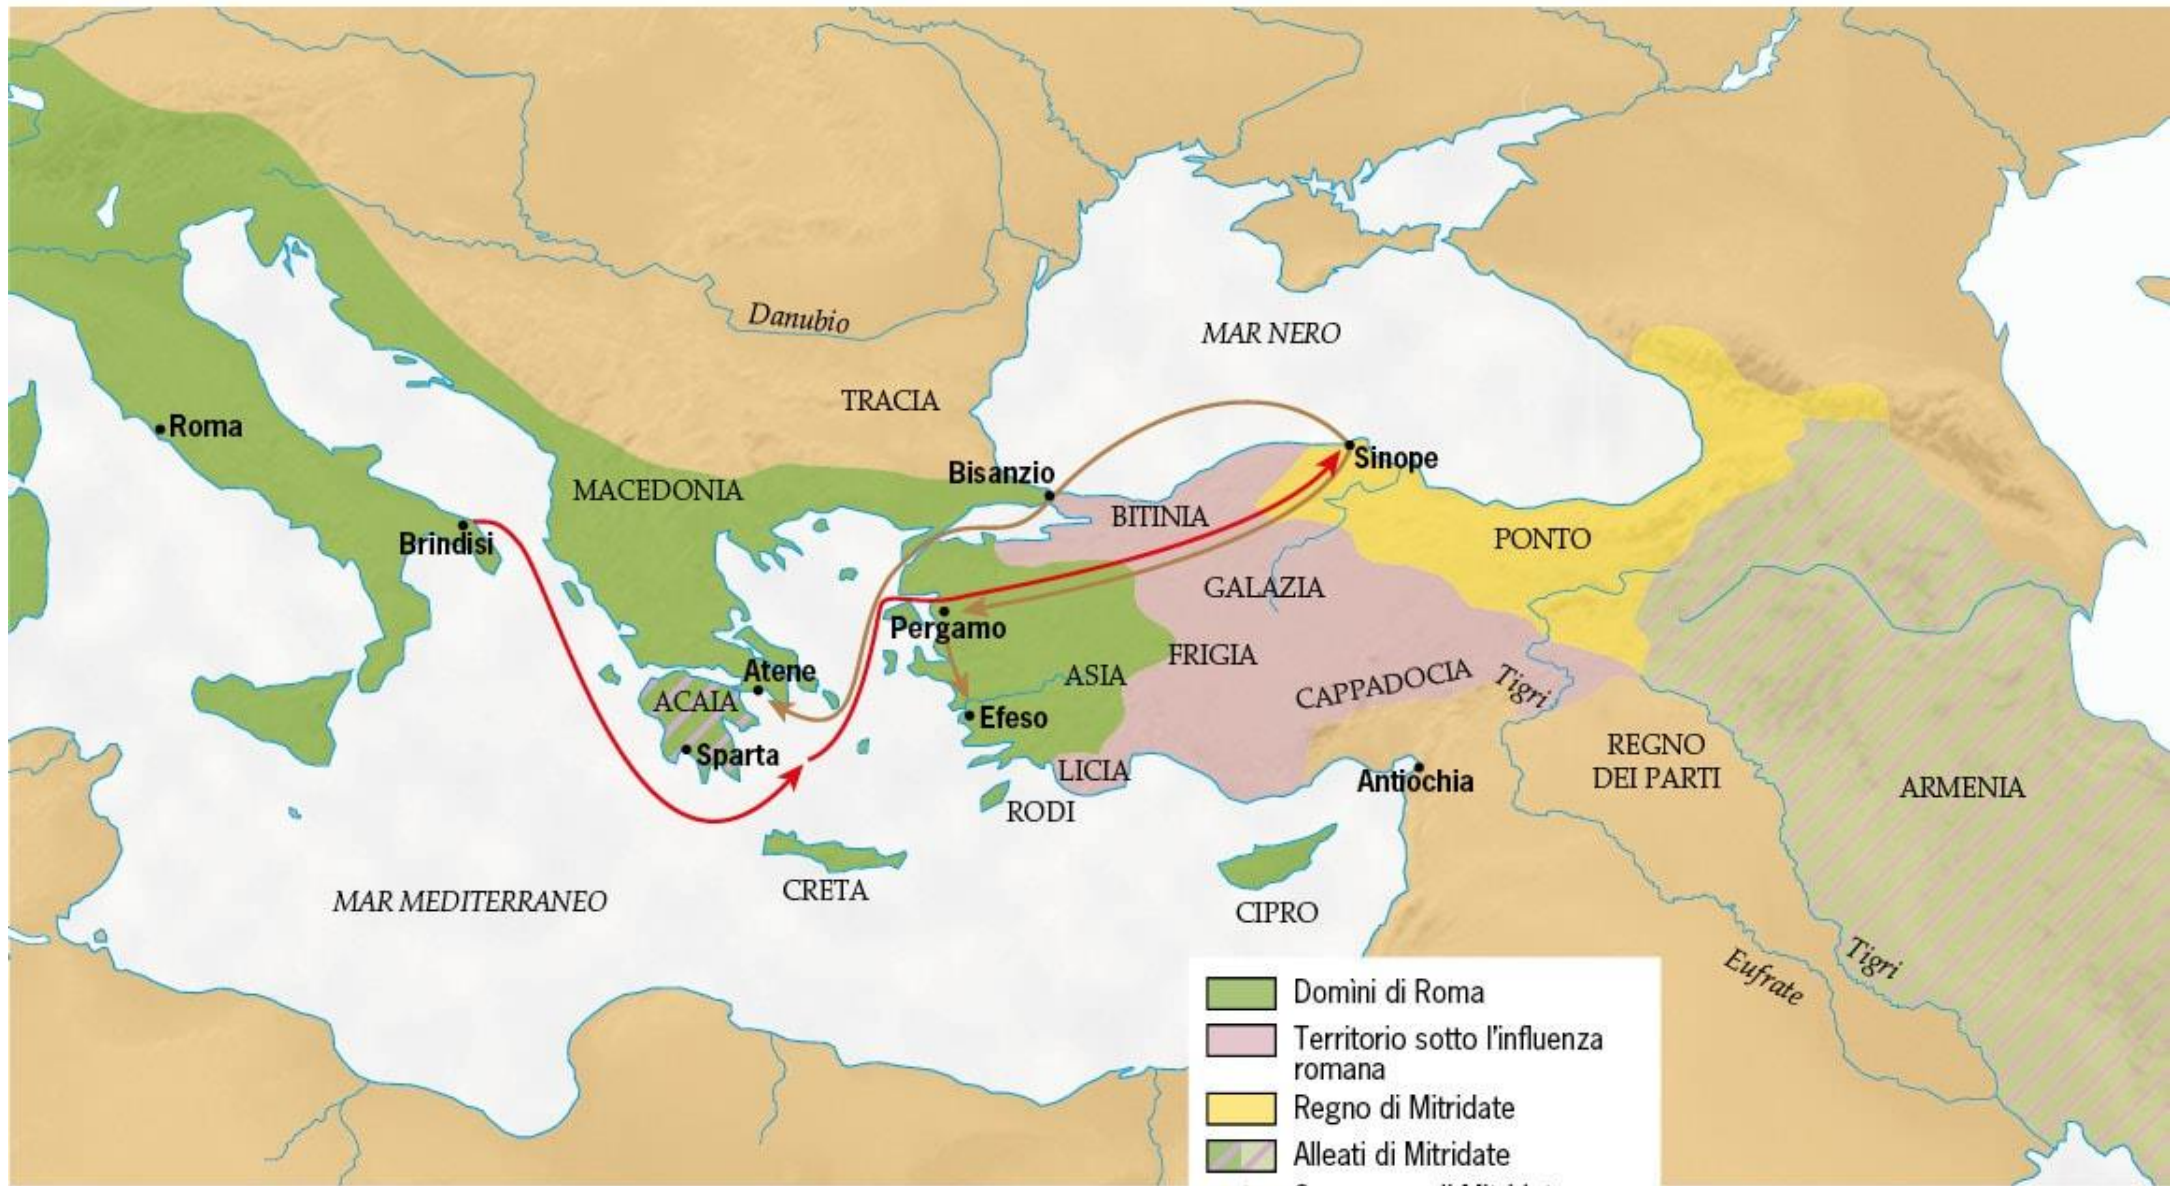 Danubio
MAR NERO
TRACIA
Roma
Sinope
Bisanzio
MACEDONIA
BITINIA
Brindisi
PONTO
GALAZIA
Pergamo
FRIGIA
Atene
ASIA
CAPPADOCIA
Tigri
ACAIA
Efeso
Sparta
REGNO
DEI PARTI
LICIA
Antiochia
ARMENIA
RODI
CRETA
MAR MEDITERRANEO
CIPRO
Eufrate
Tigri
Domìni di Roma
Territorio sotto l'influenza
romana
Regno di Mitridate
Alleati di Mitridate